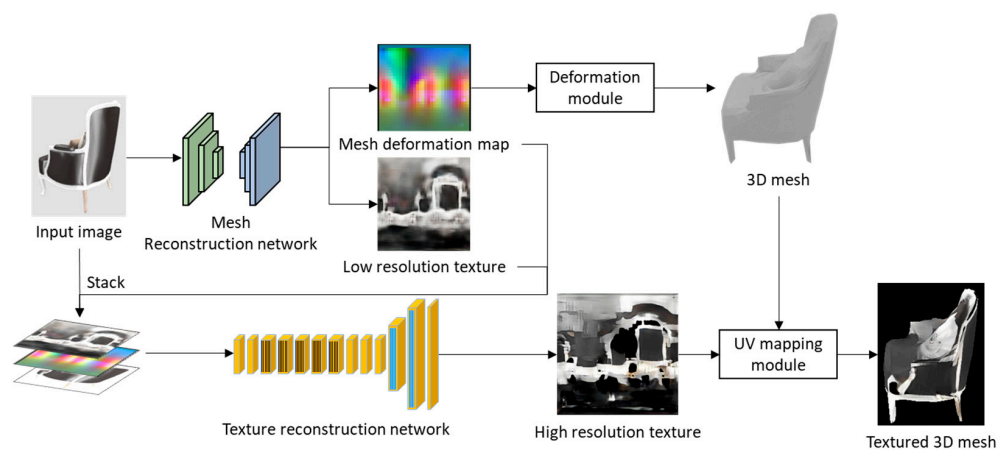 Deformation
module
Mesh deformation map
3D mesh
Input image
Mesh
Reconstruction network
Low resolution texture
Stack
UV mapping
module
Texture reconstruction network
High resolution texture
Textured 3D mesh